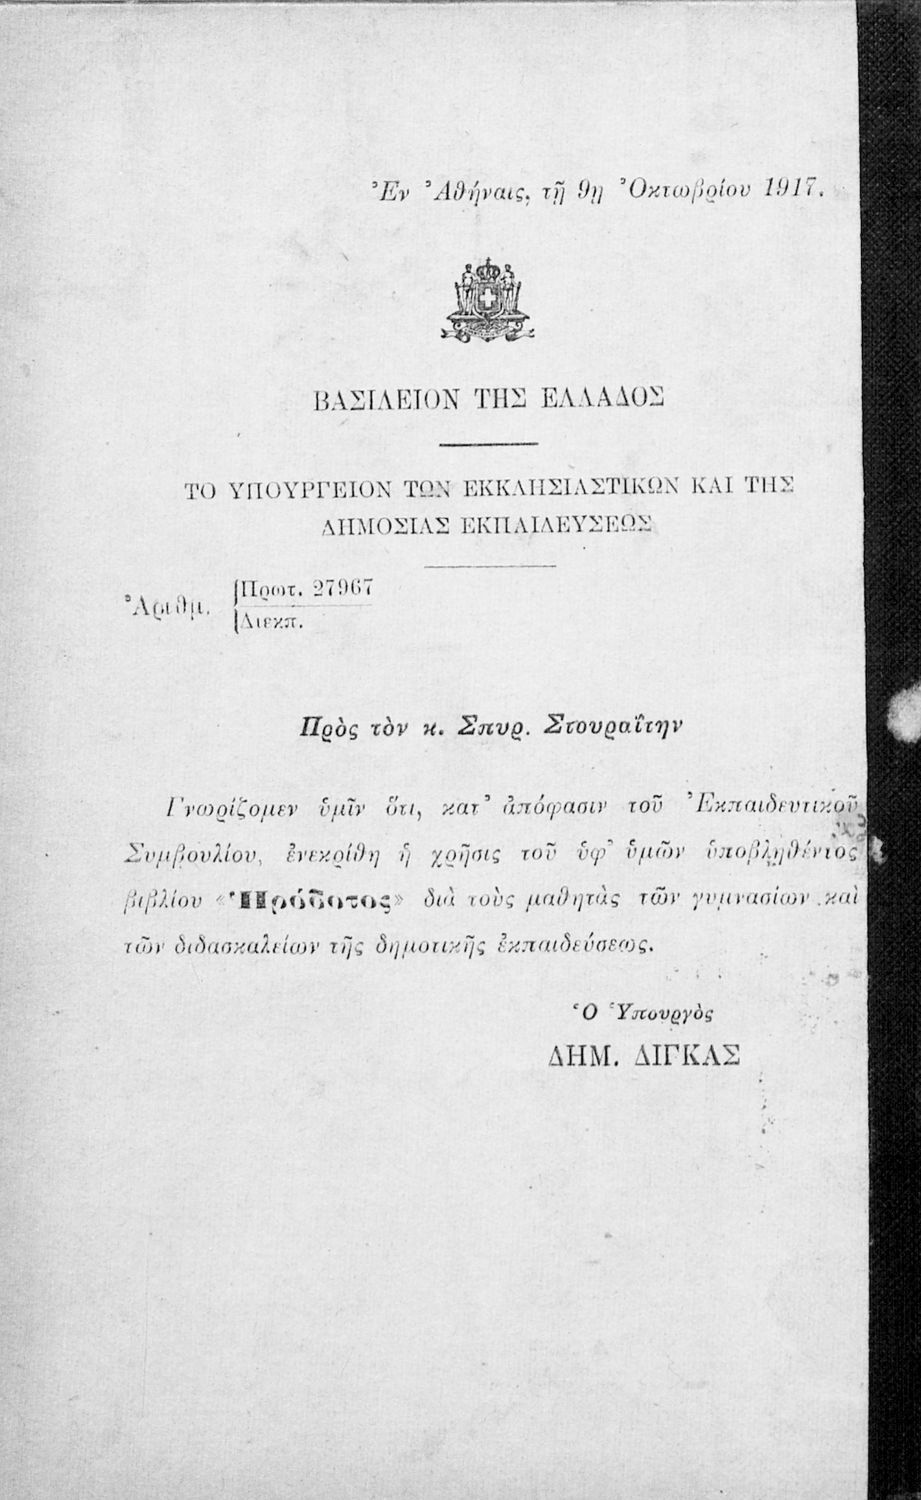 Ἐν Ἀθήναις, τῇ 9ῃ Ὀκτωβρίου 1917.
ΒΑΣΙΛΕΙΟΝ ΤΗΣ ΕΛΛΑΔΟΣ
ΤΟ ΥΠΟΥΡΓΕΙΟΝ ΤΩΝ ΕΚΚΛΗΣΙΑΣΤΙΚΩΝ ΚΑΙ ΤΗΣ
ΔΗΜΟΣΙΑΣ ΕΚΠΑΙΔΕΥΣΕΩΣ
Ἀριθμ. Πρωτ. 27967
Διεκπ.
Πρὸς τὸν κ. Σπυρ. Στουραΐτην
Γνωρίζομεν ὑμῖν ὅτι, κατ' ἀπόφασιν τοῦ Ἐκπαιδευτικοῦ
Συμβουλίου, ἐνεκρίθη ἡ χρῆσις τοῦ ὑφ' ὑμῶν ὑποβληθέντος
βιβλίου «Ἡρόδοτος» διὰ τοὺς μαθητὰς τῶν γυμνασίων καὶ
τῶν διδασκαλείων τῆς δημοτικῆς ἐκπαιδεύσεως.
Ὁ Ὑπουργὸς
ΔΗΜ. ΔΙΓΚΑΣ